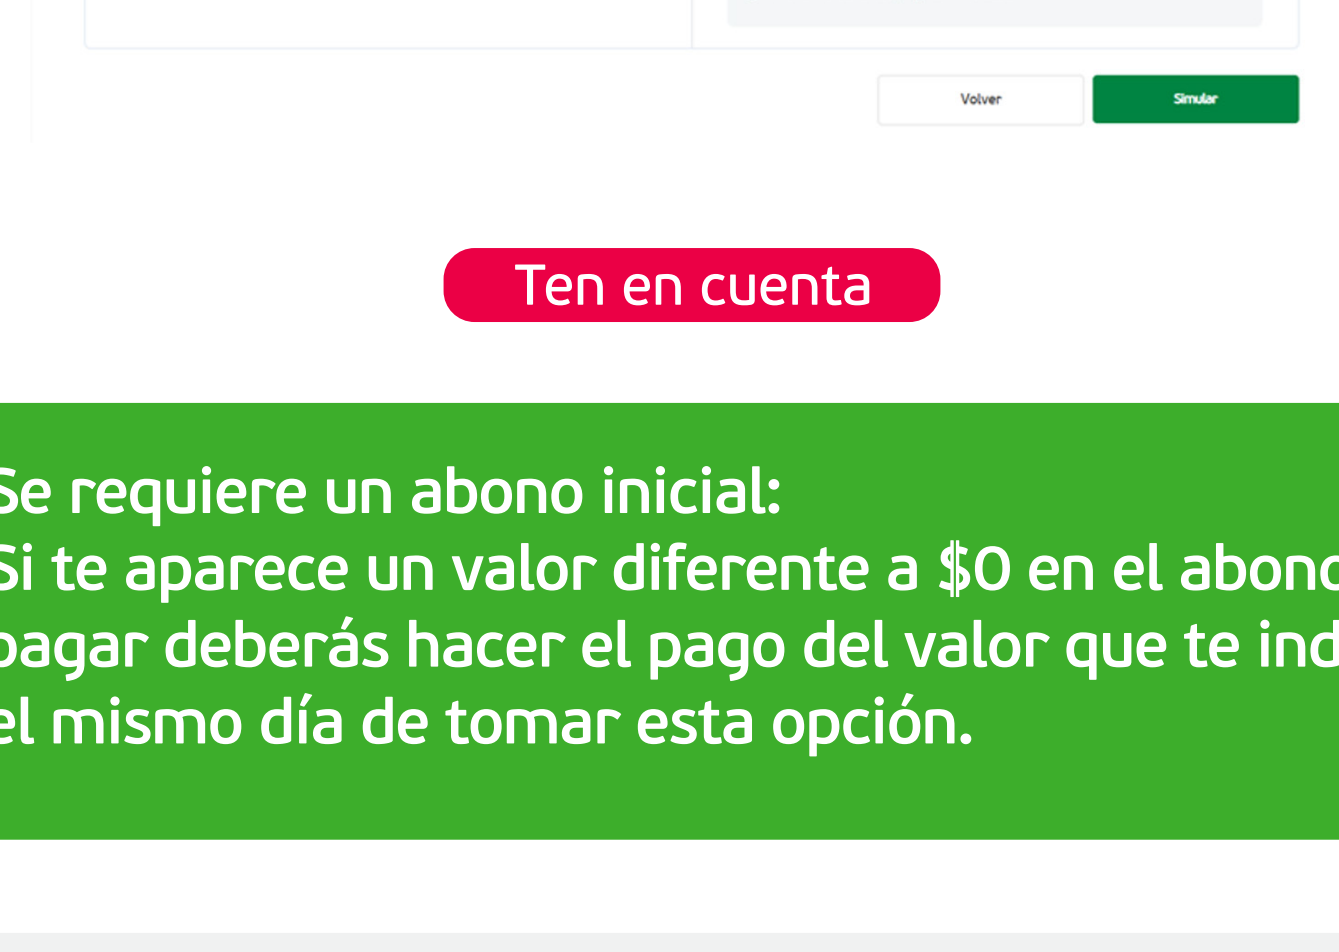 Volver
Simular
Ten en cuenta
Se requiere un abono inicial:
Si te aparece un valor diferente a $0 en el abono
pagar deberás hacer el pago del valor que te ind
el mismo día de tomar esta opción.